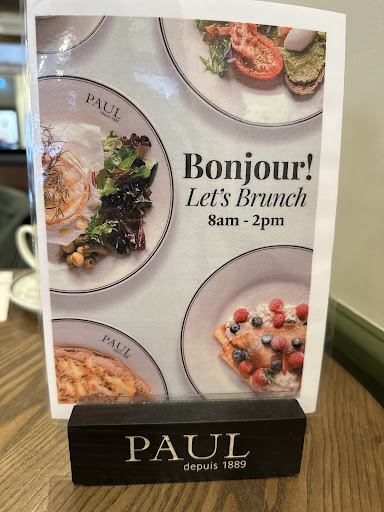 PAUL
Bonjour!
Let's Brunch
8am - 2pm
PAUL
PAUL
depuis 1889